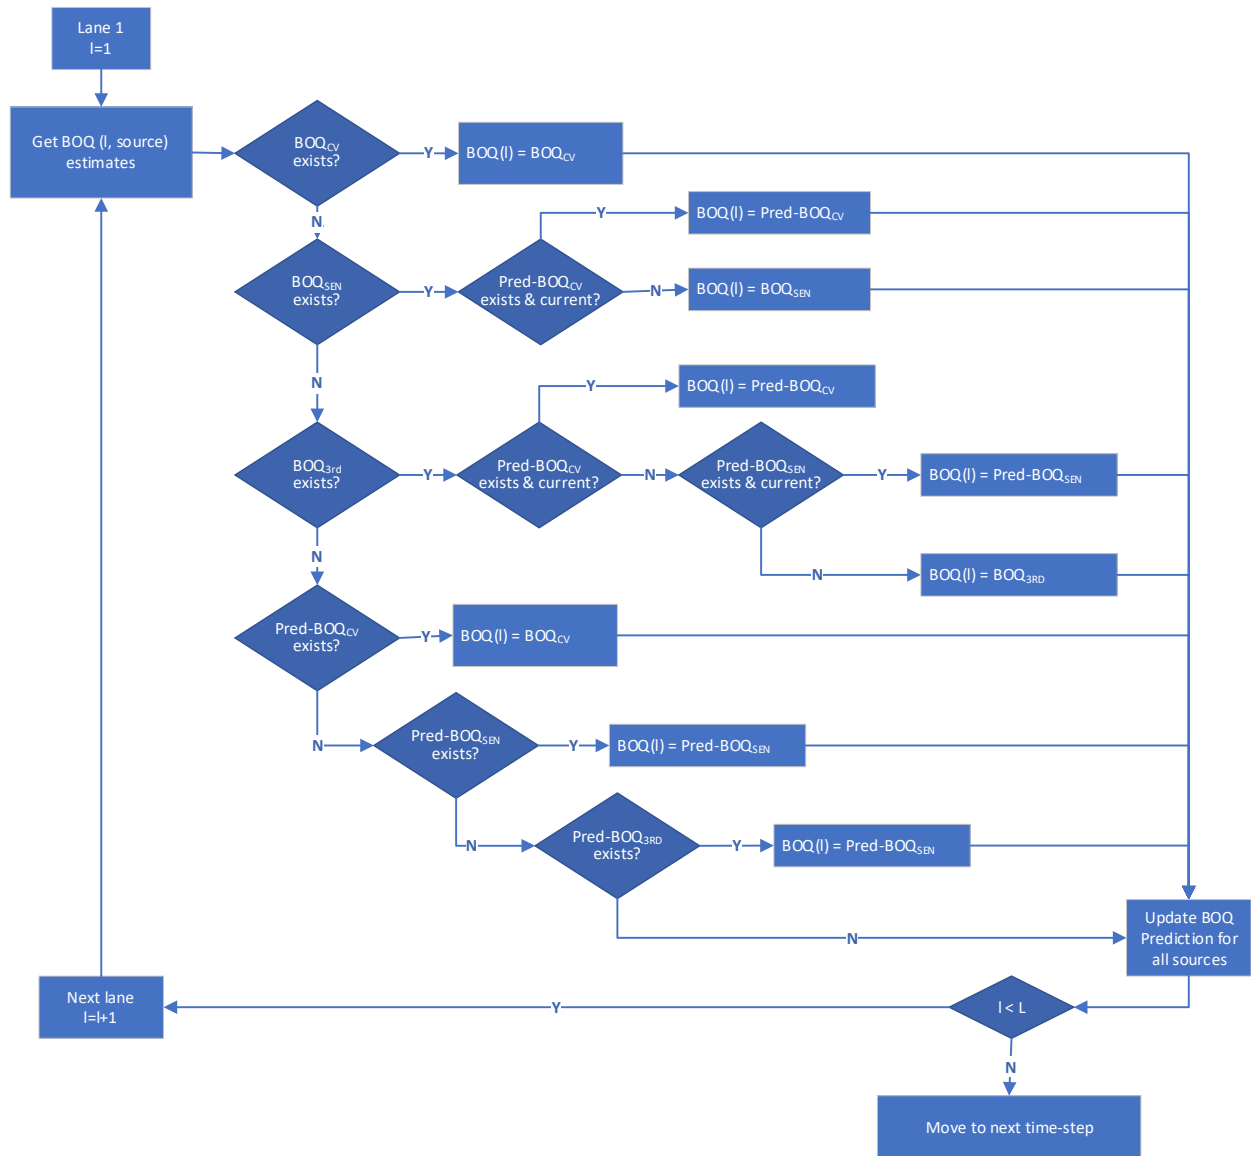 Lane 1
l=1
Get BOQ (l, source)
estimates
BOQCV
exists?
Y
BOQ(l) = BOQCV
N
Y
BOQ(l) = Pred-BOQCV
BOQSEN
exists?
Y
Pred-BOQCV
exists & current?
N
BOQ(l) = BOQSEN
N
Y
BOQ(l) = Pred-BOQCV
BOQ3rd
exists?
Y
Pred-BOQCV
exists & current?
N
Pred-BOQSEN
exists & current?
Y
BOQ(l) = Pred-BOQSEN
N
N
BOQ(l) = BOQ3RD
Pred-BOQCV
exists?
Y
BOQ(l) = BOQCV
N
Pred-BOQSEN
exists?
Y
BOQ(l) = Pred-BOQSEN
N
Pred-BOQ3RD
exists?
Y
BOQ(l) = Pred-BOQSEN
N
Update BOQ
Prediction for
all sources
Next lane
l=l+1
Y
l < L
N
Move to next time-step